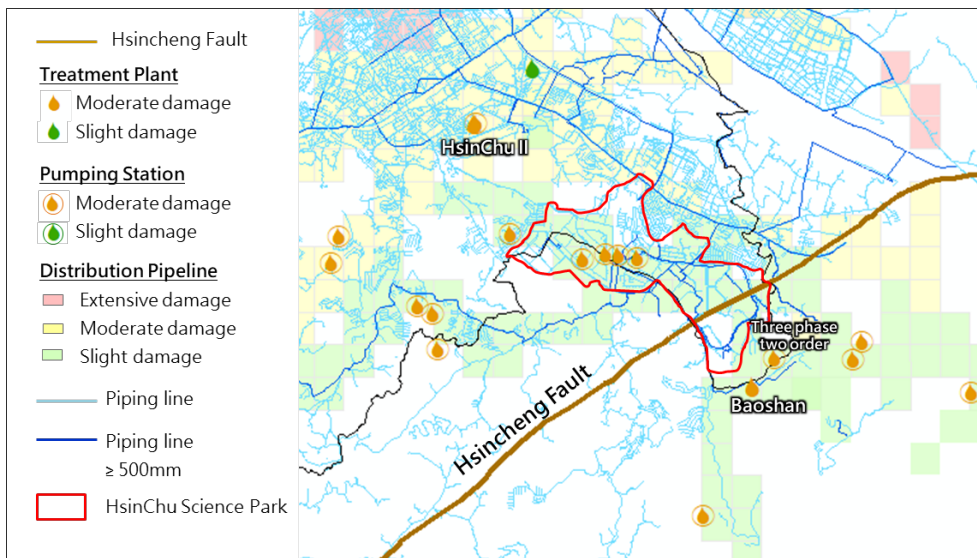 Hsincheng Fault
Treatment Plant
Moderate damage
Slight damage
Pumping Station
Moderate damage
Slight damage
Distribution Pipeline
Extensive damage
Moderate damage
Slight damage
Piping line
Piping line
≥ 500mm
HsinChu Science Park
HsinChu II
Three phase
two order
Baoshan
Hsincheng Fault